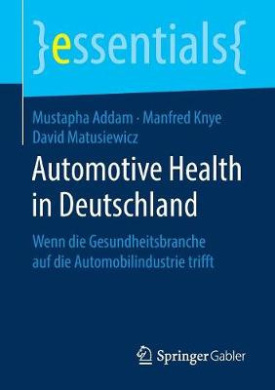 }essentials{
Mustapha Addam · Manfred Knye
David Matusiewicz
Automotive Health
in Deutschland
Wenn die Gesundheitsbranche
auf die Automobilindustrie trifft
Springer Gabler